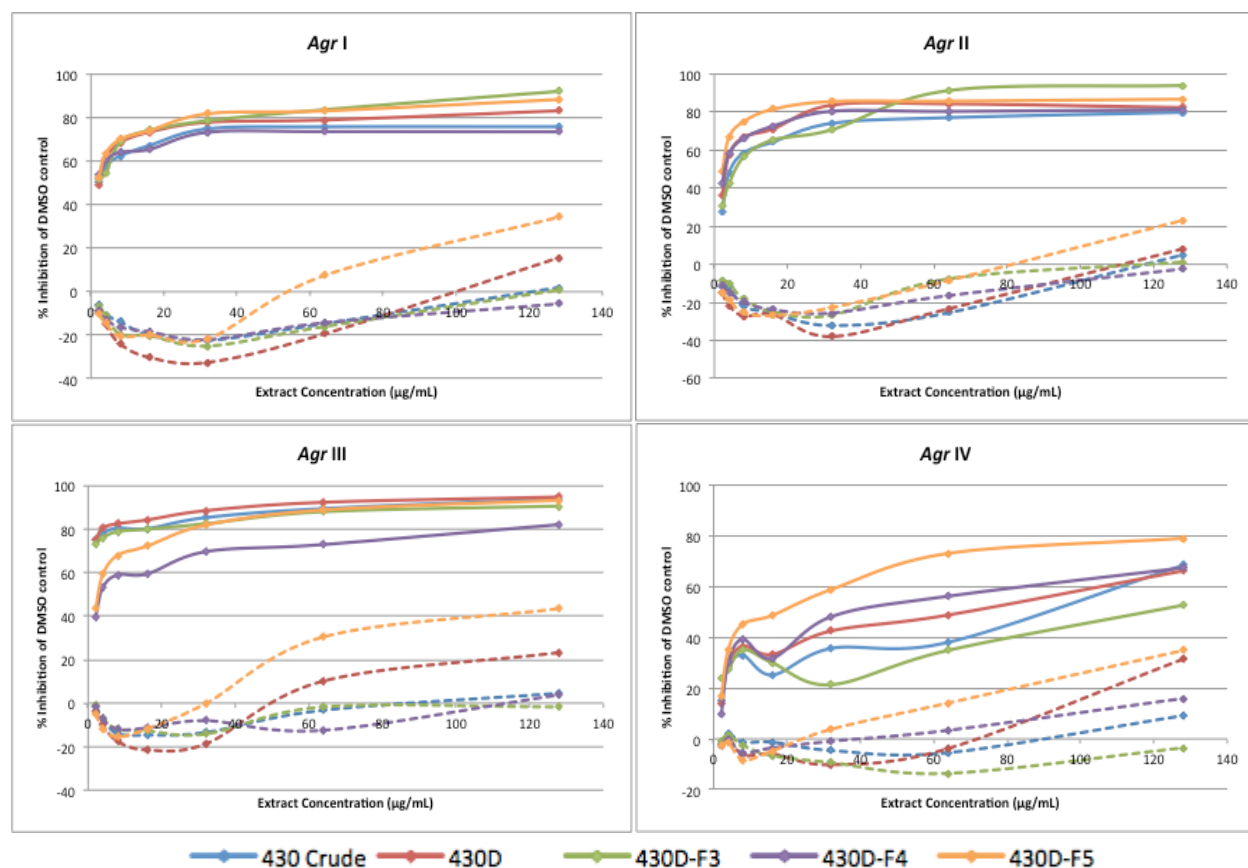 Agr I
% Inhibition of DMSO control
100
80
60
40
20
0
-20
-40
0 20 40 60 80 100 120 140
Extract Concentration (µg/mL)
Agr II
% Inhibition of DMSO control
100
80
60
40
20
0
-20
-40
-60
0 20 40 60 80 100 120 140
Extract Concentration (µg/mL)
Agr III
% Inhibition of DMSO control
100
80
60
40
20
0
-20
-40
0 20 40 60 80 100 120 140
Extract Concentration (µg/mL)
Agr IV
% Inhibition of DMSO control
100
80
60
40
20
0
-20
0 20 40 60 80 100 120 140
Extract Concentration (µg/mL)
430 Crude 430D 430D-F3 430D-F4 430D-F5